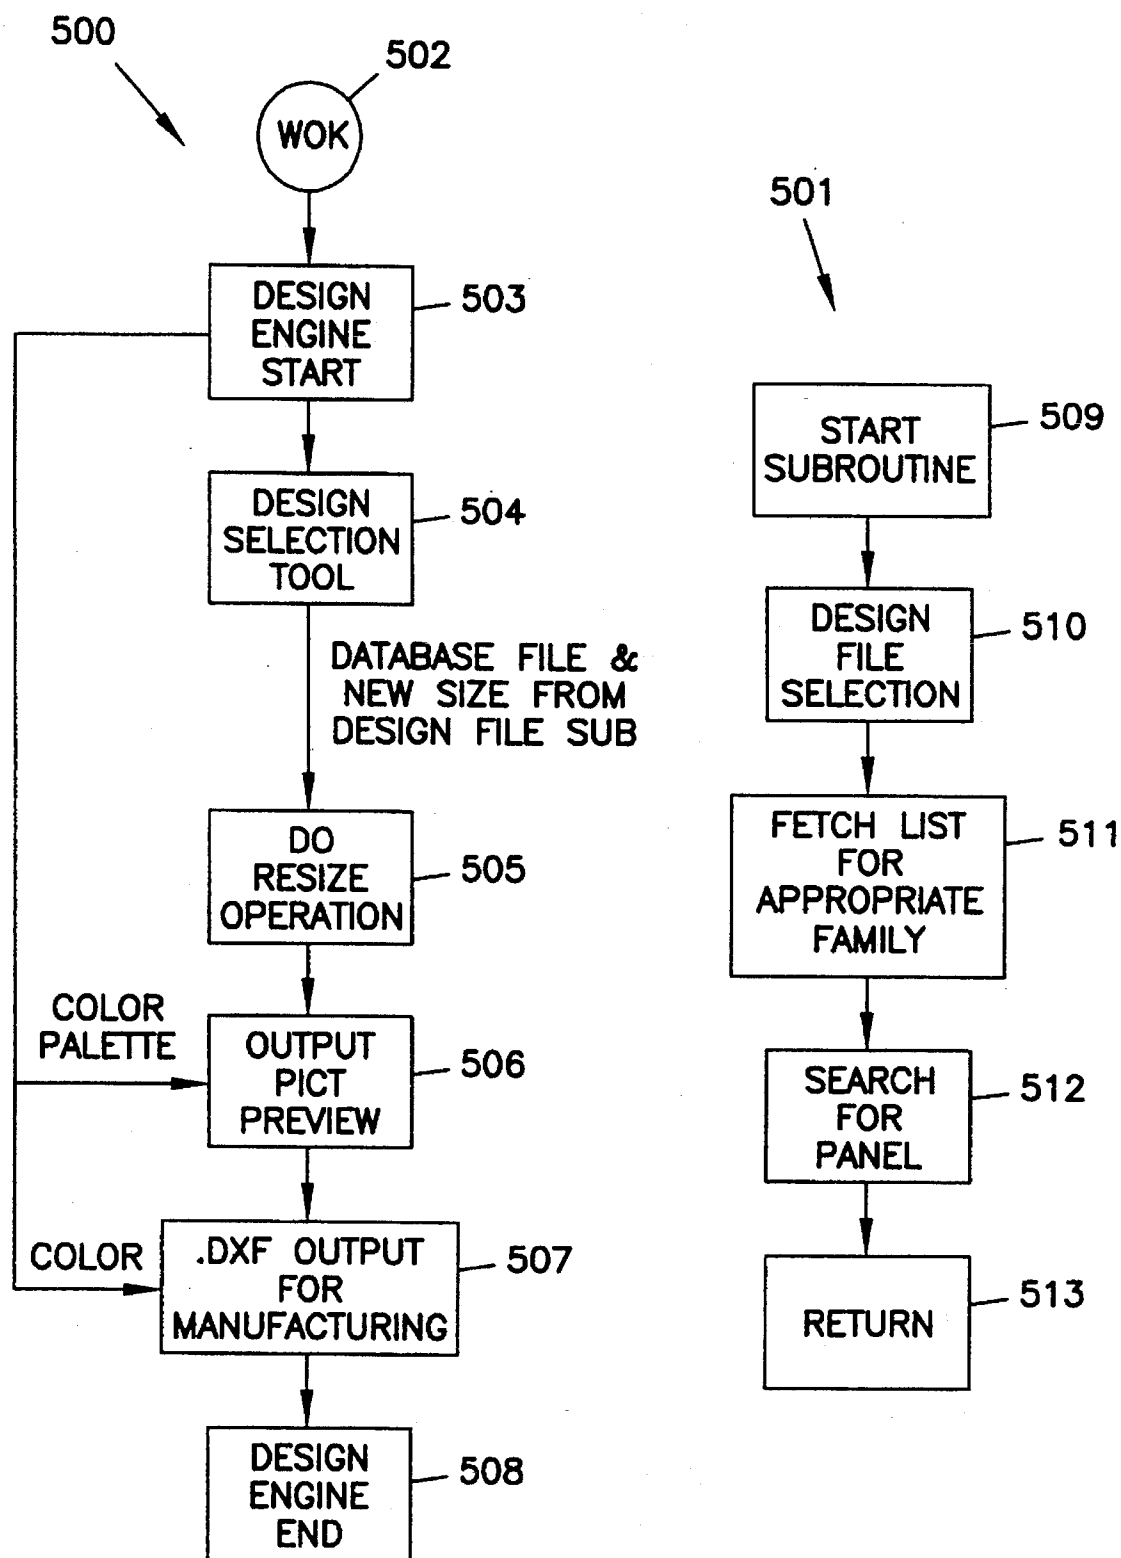 500
502
WOK
503
DESIGN
ENGINE
START
504
DESIGN
SELECTION
TOOL
DATABASE FILE &
NEW SIZE FROM
DESIGN FILE SUB
505
DO
RESIZE
OPERATION
COLOR
PALETTE
506
OUTPUT
PICT
PREVIEW
COLOR
507
.DXF OUTPUT
FOR
MANUFACTURING
508
DESIGN
ENGINE
END
501
509
START
SUBROUTINE
510
DESIGN
FILE
SELECTION
511
FETCH LIST
FOR
APPROPRIATE
FAMILY
512
SEARCH
FOR
PANEL
513
RETURN